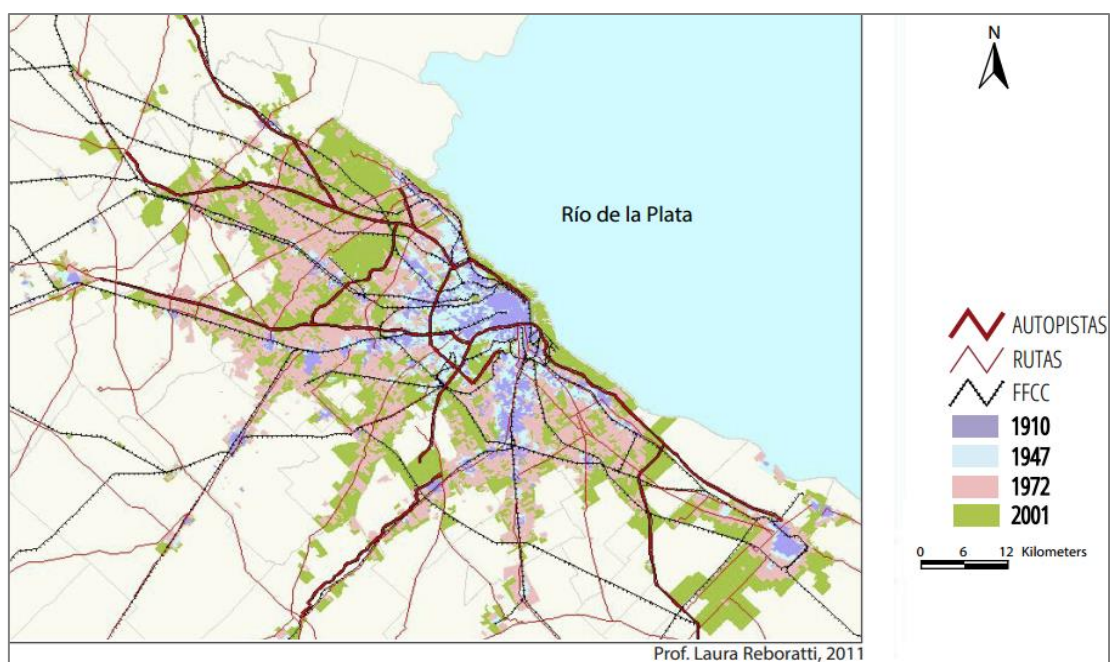 N
Río de la Plata
AUTOPISTAS
RUTAS
FFCC
1910
1947
1972
2001
0 6 12 Kilometers
Prof. Laura Reboratti, 2011